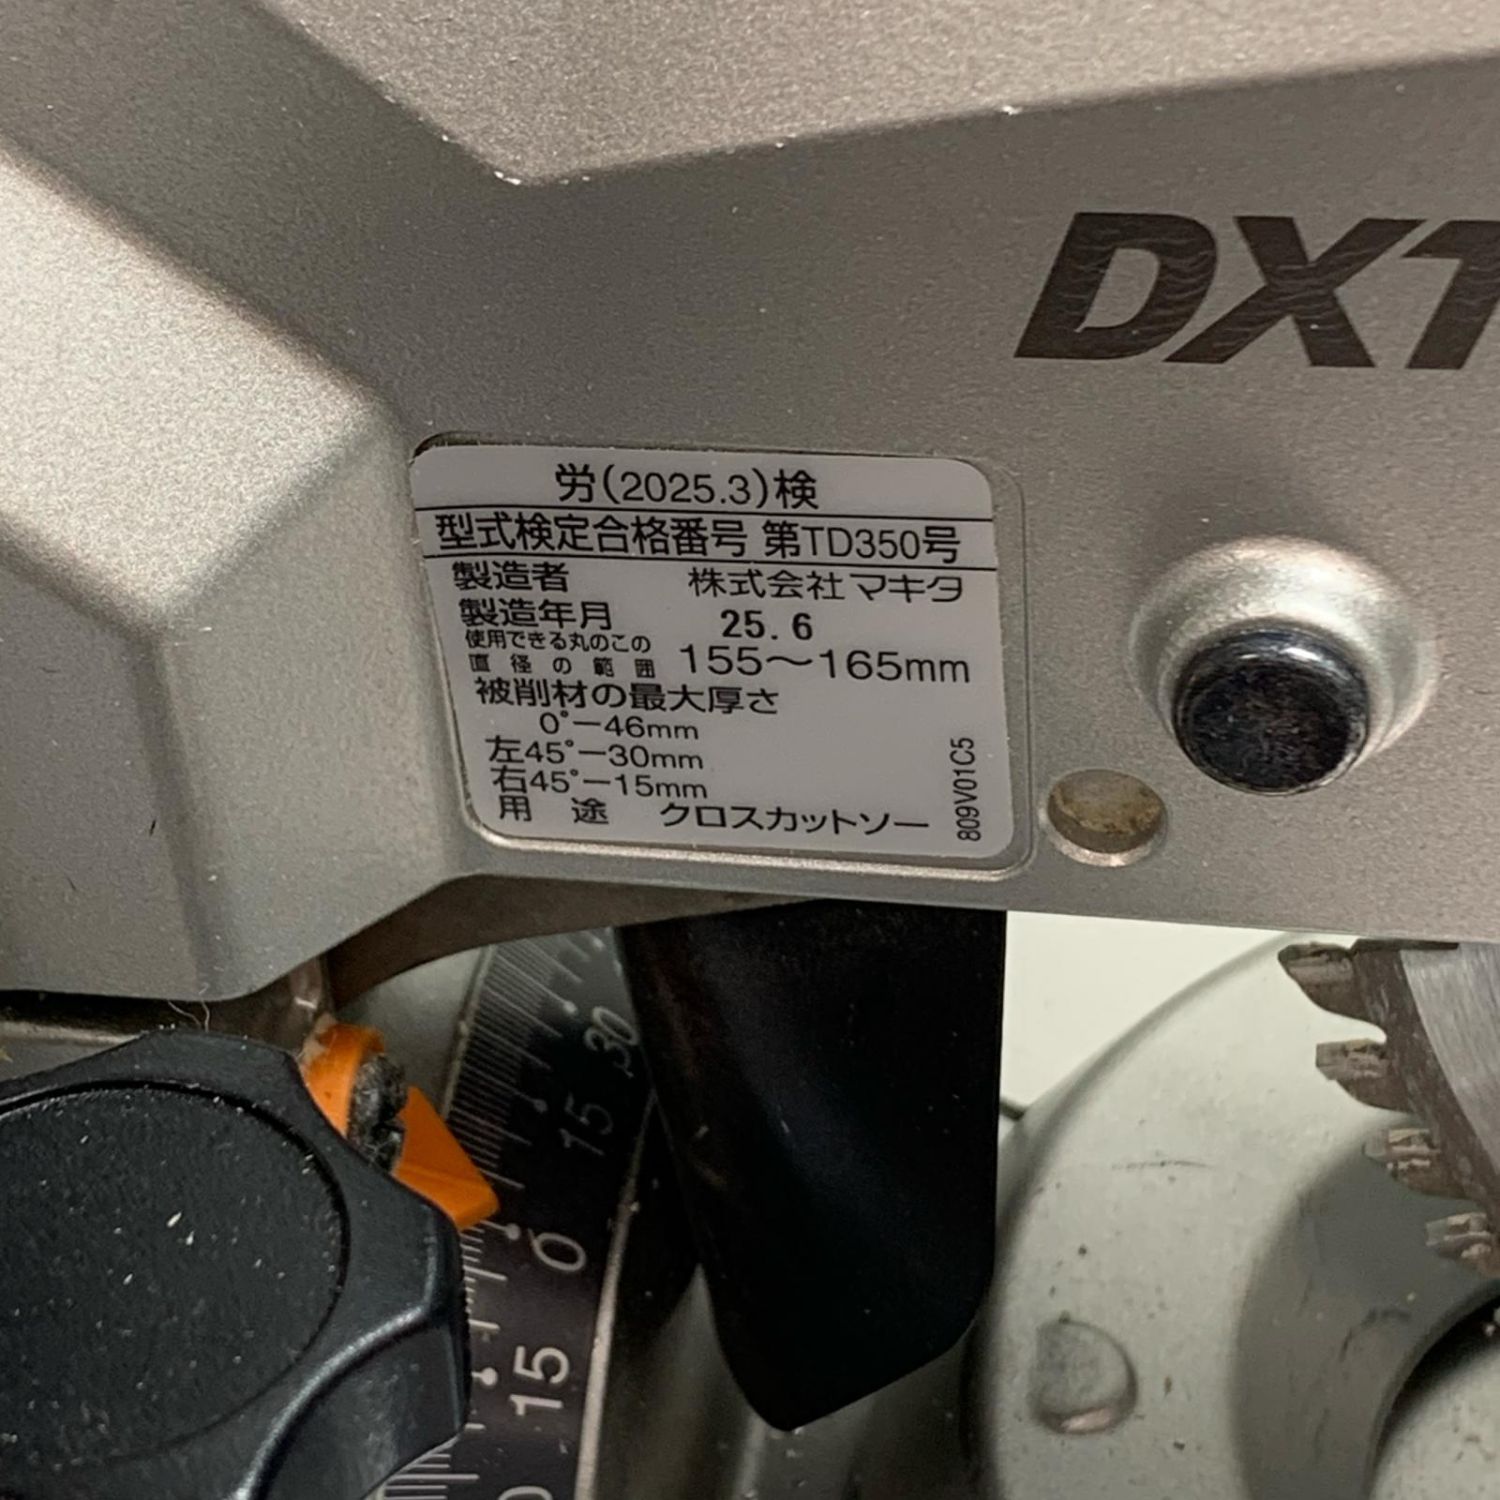 DXT
労(2025.3)検
型式検定合格番号 第TD350号
製造者 株式会社マキタ
製造年月 25.6
使用できる丸のこの
直径の範囲 155〜165mm
被削材の最大厚さ
0°－46mm
左45°－30mm
右45°－15mm
用 途 クロスカットソー
809V01C5
30
15
0
15